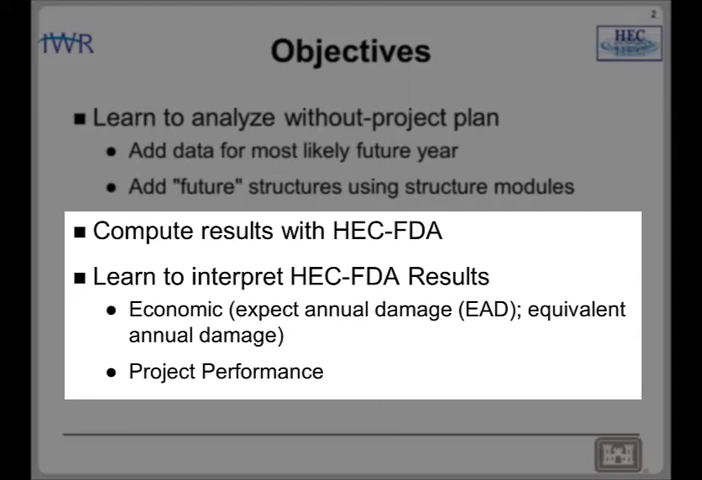 2
IWR
Objectives
HEC
■ Learn to analyze without-project plan
● Add data for most likely future year
● Add "future" structures using structure modules
■ Compute results with HEC-FDA
■ Learn to interpret HEC-FDA Results
● Economic (expect annual damage (EAD); equivalent
annual damage)
● Project Performance